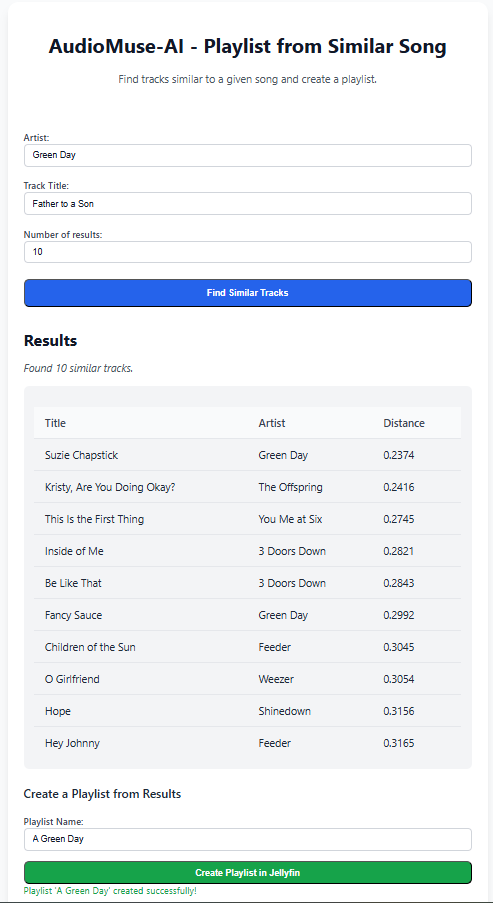 AudioMuse-AI - Playlist from Similar Song
Find tracks similar to a given song and create a playlist.
Artist:
Green Day
Track Title:
Father to a Son
Number of results:
10
Find Similar Tracks
Results
Found 10 similar tracks.
Title Artist Distance
Suzie Chapstick Green Day 0.2374
Kristy, Are You Doing Okay? The Offspring 0.2416
This Is the First Thing You Me at Six 0.2745
Inside of Me 3 Doors Down 0.2821
Be Like That 3 Doors Down 0.2843
Fancy Sauce Green Day 0.2992
Children of the Sun Feeder 0.3045
O Girlfriend Weezer 0.3054
Hope Shinedown 0.3156
Hey Johnny Feeder 0.3165
Create a Playlist from Results
Playlist Name:
A Green Day
Create Playlist in Jellyfin
Playlist 'A Green Day' created successfully!